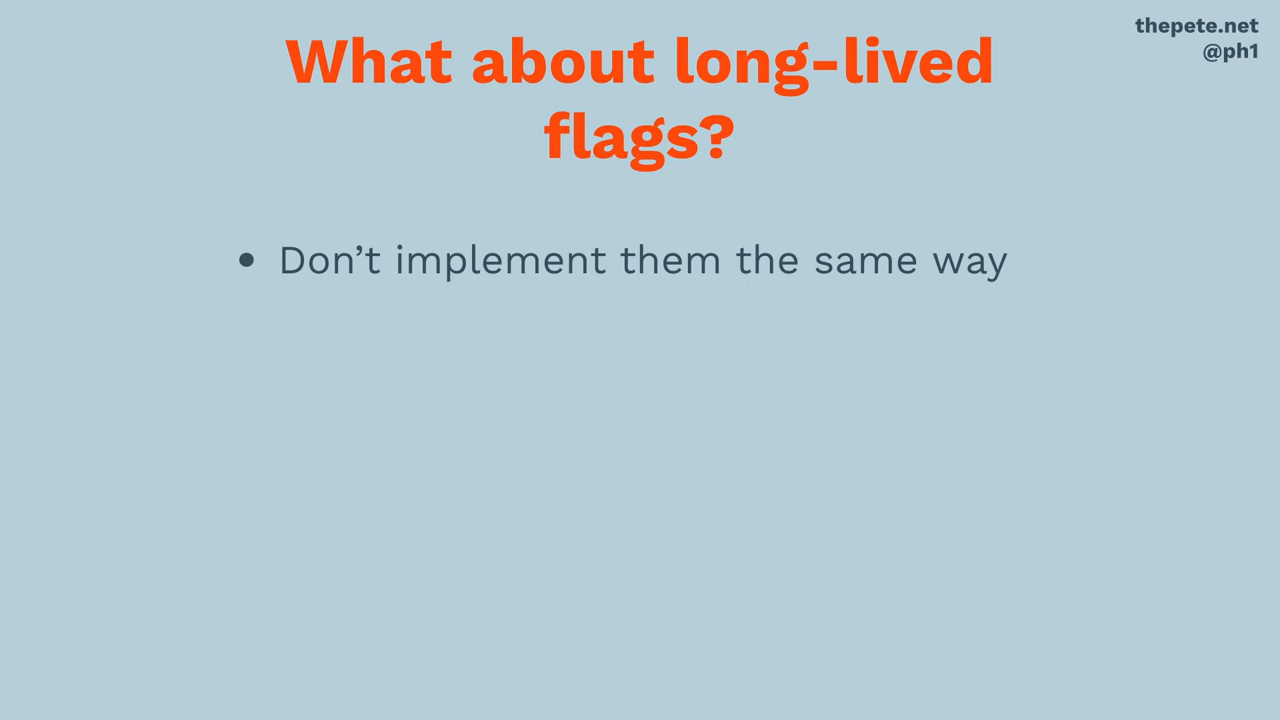 thepete.net
@ph1
What about long-lived
flags?
• Don’t implement them the same way